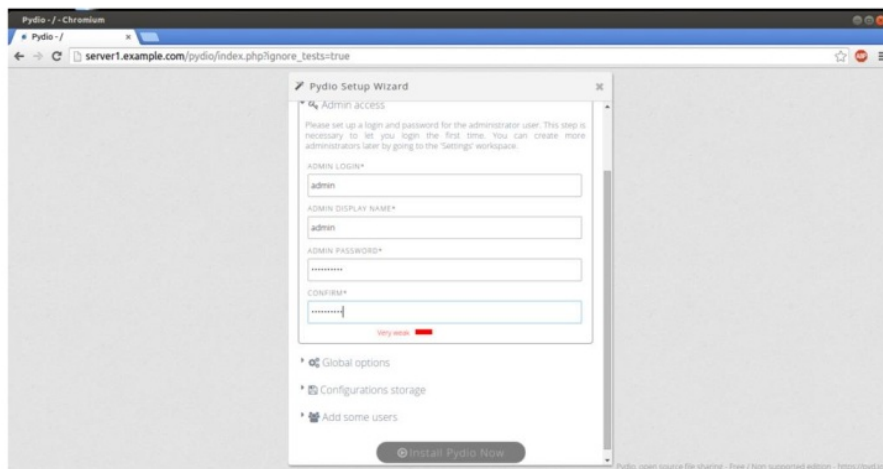 Pydio - / - Chromium
Pydio - /
server1.example.com/pydio/index.php?ignore_tests=true
ABP
Pydio Setup Wizard
Admin access
Please set up a login and password for the administrator user. This step is
necessary to let you login the first time. You can create more
administrators later by going to the 'Settings' workspace.
ADMIN LOGIN*
admin
ADMIN DISPLAY NAME*
admin
ADMIN PASSWORD*
••••••••••
CONFIRM*
••••••••••
Very weak
Global options
Configurations storage
Add some users
Install Pydio Now
Pydio, open source file sharing - Free / Non supported edition -